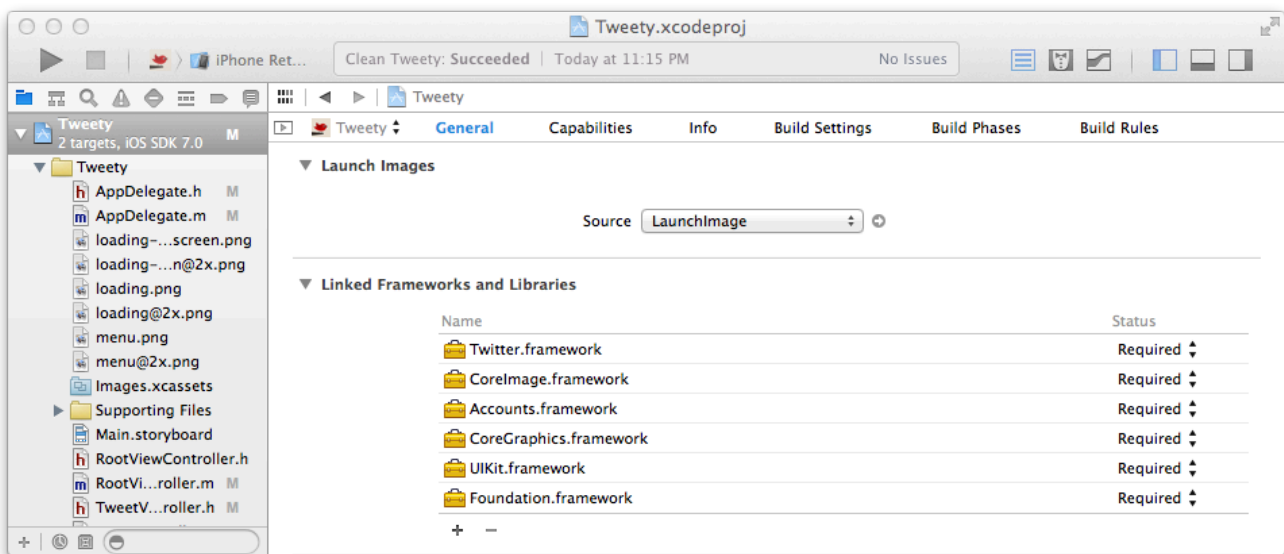 Tweety.xcodeproj
iPhone Ret...
Clean Tweety: Succeeded | Today at 11:15 PM
No Issues
Tweety
Tweety
2 targets, iOS SDK 7.0
M
Tweety
General
Capabilities
Info
Build Settings
Build Phases
Build Rules
Tweety
h AppDelegate.h M
m AppDelegate.m M
loading-...screen.png
loading-...n@2x.png
loading.png
loading@2x.png
menu.png
menu@2x.png
Images.xcassets
Supporting Files
Main.storyboard
h RootViewController.h
m RootVi...roller.m M
h TweetV...roller.h M
Launch Images
Source LaunchImage
Linked Frameworks and Libraries
Name Status
Twitter.framework Required
CoreImage.framework Required
Accounts.framework Required
CoreGraphics.framework Required
UIKit.framework Required
Foundation.framework Required
+ −